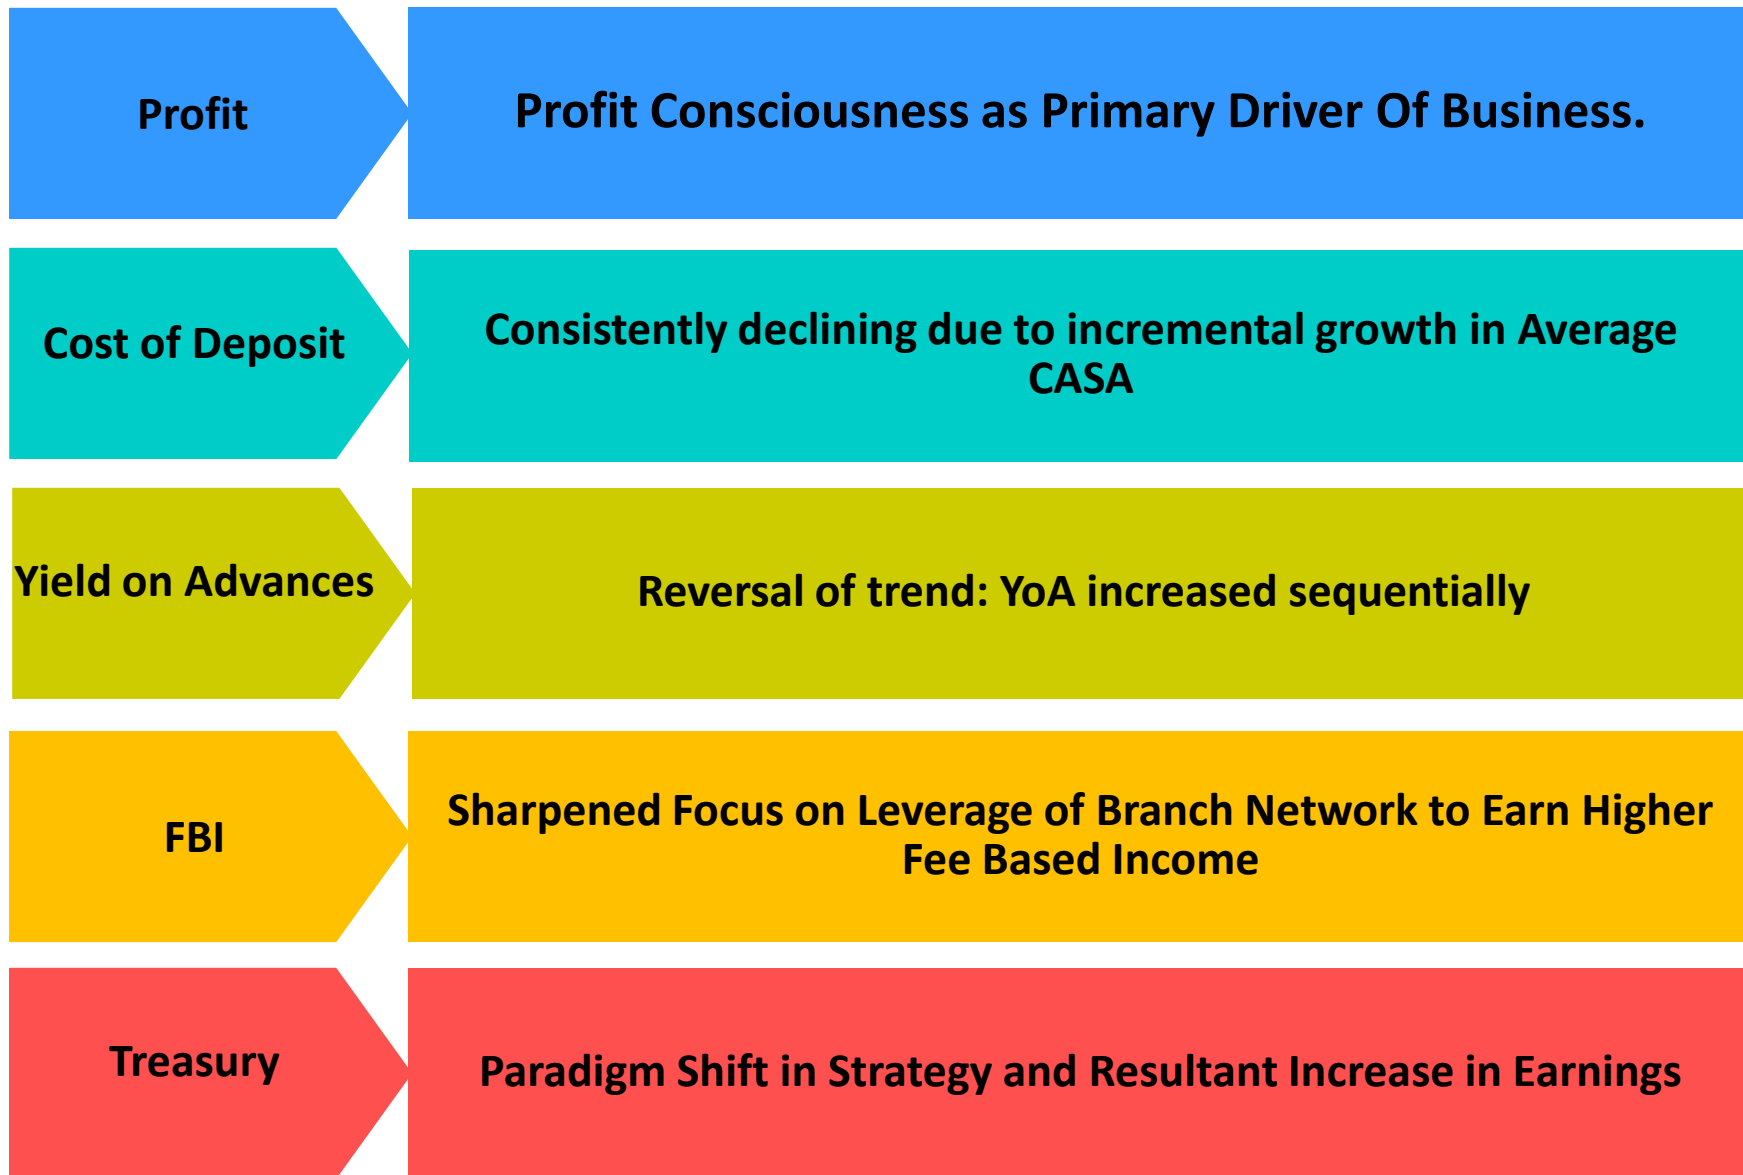 Profit
Profit Consciousness as Primary Driver Of Business.
Cost of Deposit
Consistently declining due to incremental growth in Average
CASA
Yield on Advances
Reversal of trend: YoA increased sequentially
FBI
Sharpened Focus on Leverage of Branch Network to Earn Higher
Fee Based Income
Treasury
Paradigm Shift in Strategy and Resultant Increase in Earnings